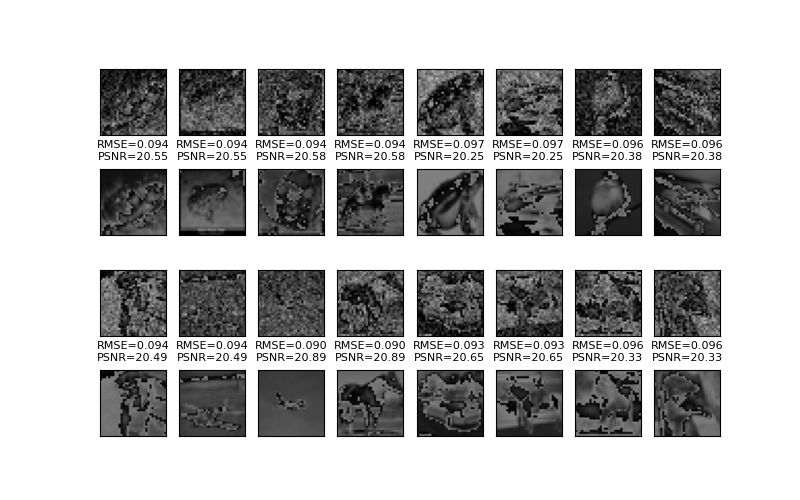 RMSE=0.094 RMSE=0.094 RMSE=0.094 RMSE=0.094 RMSE=0.097 RMSE=0.097 RMSE=0.096 RMSE=0.096
PSNR=20.55 PSNR=20.55 PSNR=20.58 PSNR=20.58 PSNR=20.25 PSNR=20.25 PSNR=20.38 PSNR=20.38
RMSE=0.094 RMSE=0.094 RMSE=0.090 RMSE=0.090 RMSE=0.093 RMSE=0.093 RMSE=0.096 RMSE=0.096
PSNR=20.49 PSNR=20.49 PSNR=20.89 PSNR=20.89 PSNR=20.65 PSNR=20.65 PSNR=20.33 PSNR=20.33